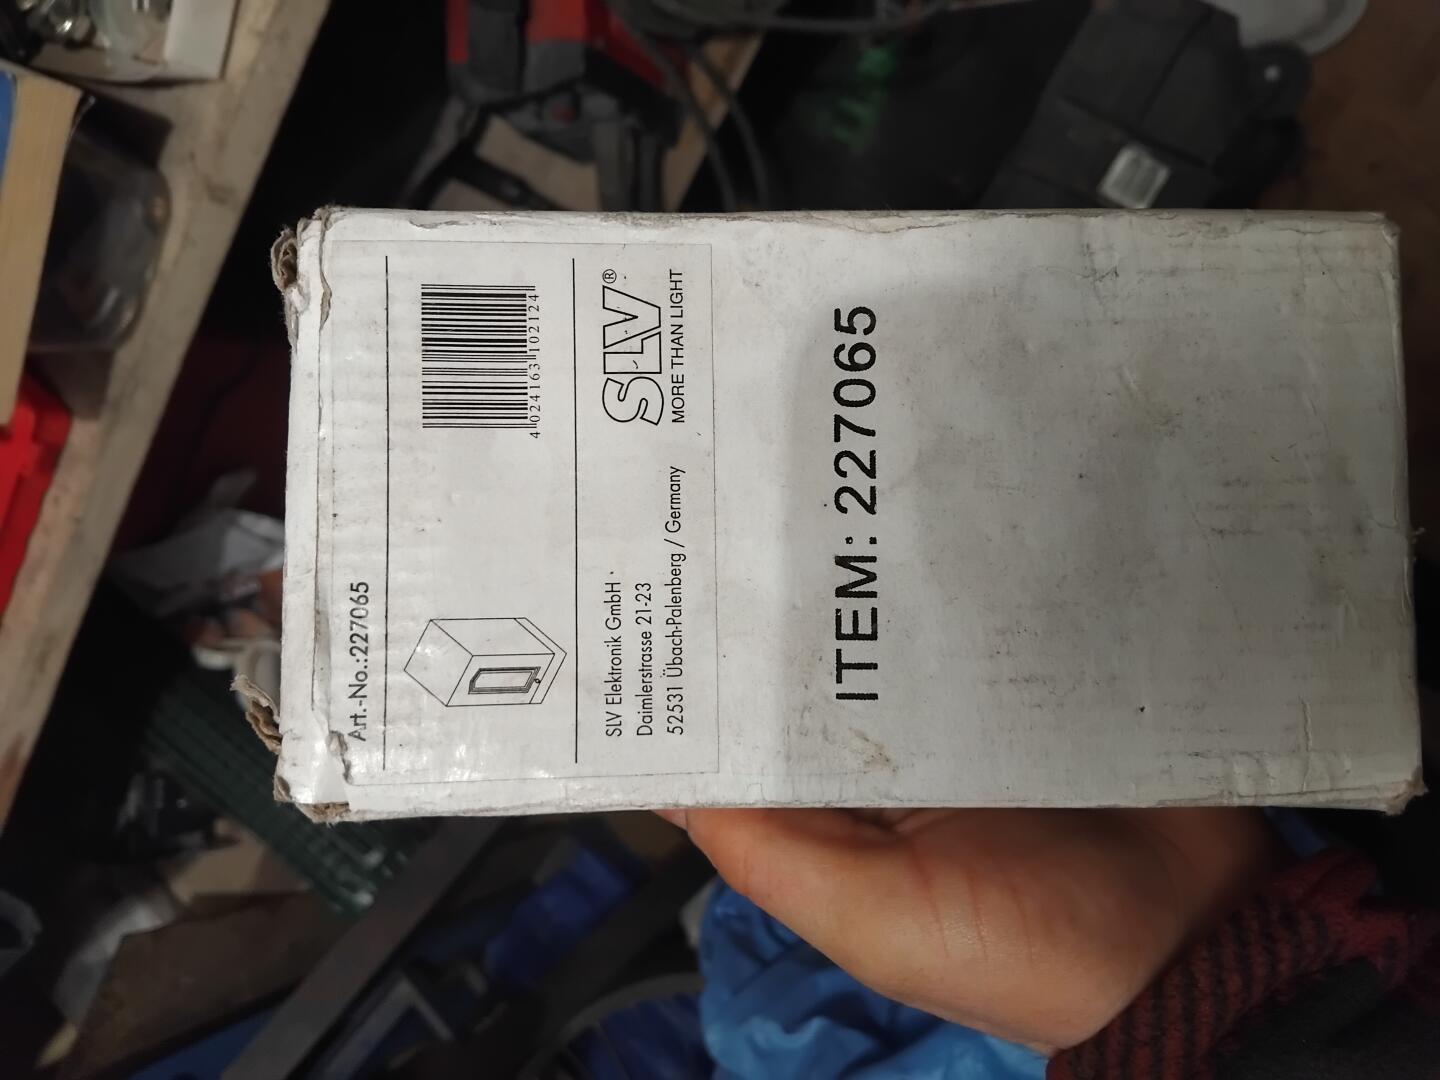 Art.-No.:227065
4 024163 102124
SLV Elektronik GmbH
Daimlerstrasse 21-23
52531 Übach-Palenberg / Germany
SLV®
MORE THAN LIGHT
ITEM: 227065